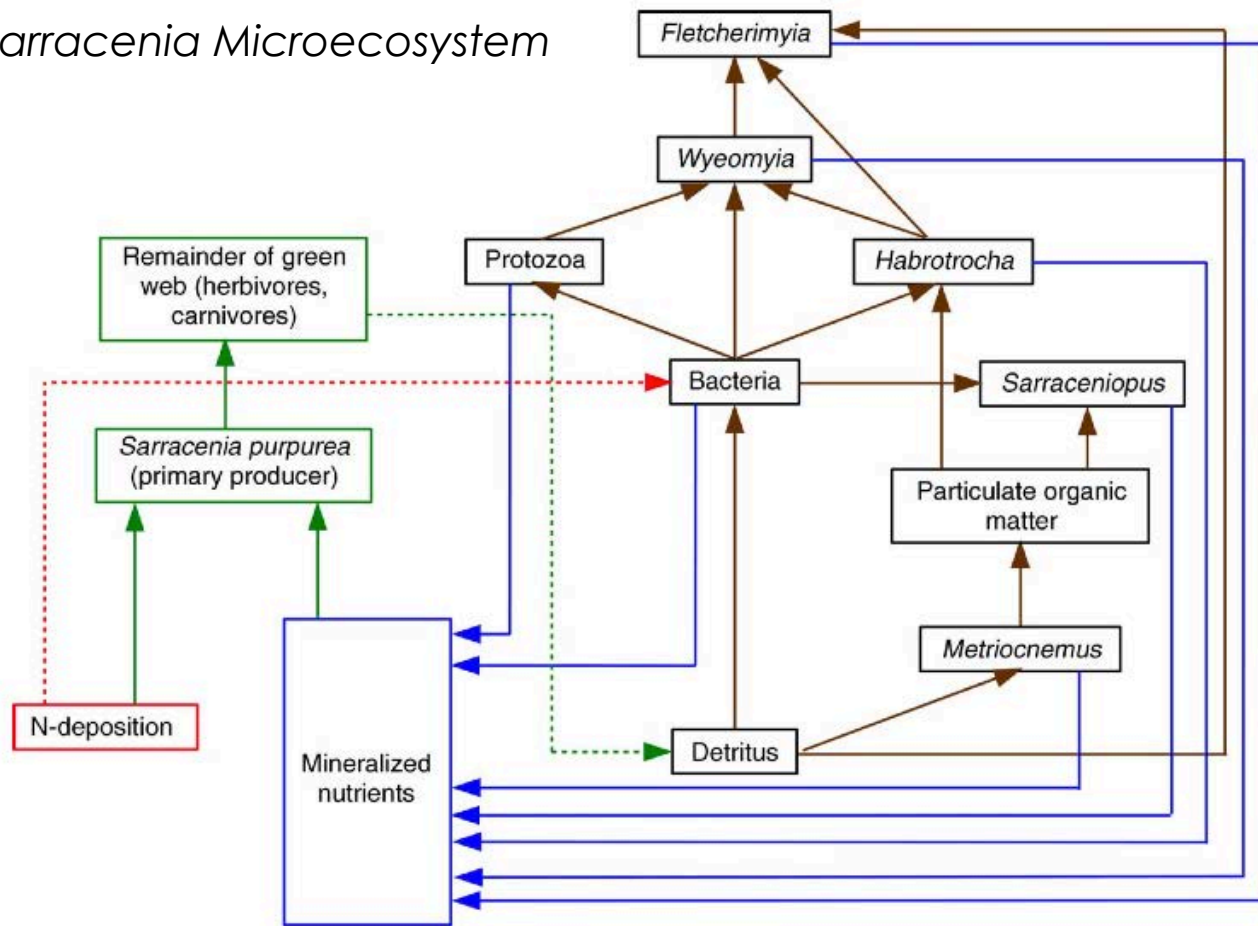 arracenia Microecosystem
Fletcherimyia
Wyeomyia
Remainder of green
web (herbivores,
carnivores)
Protozoa
Habrotrocha
Bacteria
Sarraceniopus
Sarracenia purpurea
(primary producer)
Particulate organic
matter
Metriocnemus
N-deposition
Mineralized
nutrients
Detritus